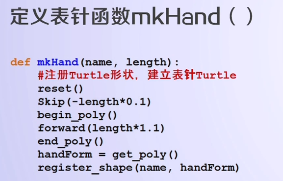 定义表针函数mkHand（）
def mkHand(name, length):
#注册Turtle形状，建立表针Turtle
reset()
Skip(-length*0.1)
begin_poly()
forward(length*1.1)
end_poly()
handForm = get_poly()
register_shape(name, handForm)